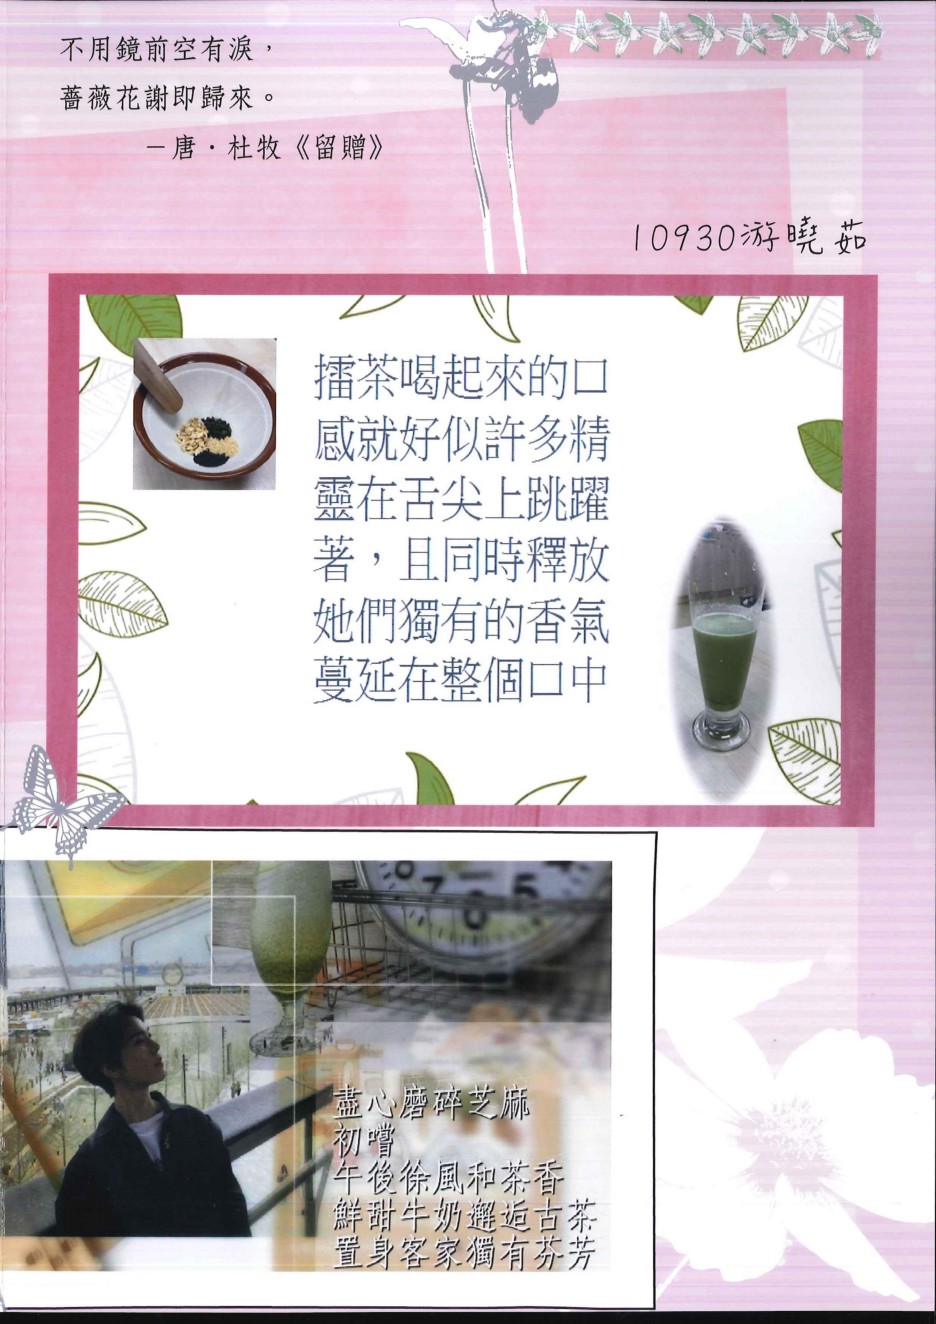 不用鏡前空有淚，
薔薇花謝即歸來。
－唐．杜牧《留贈》
10930游曉茹
擂茶喝起來的口
感就好似許多精
靈在舌尖上跳躍
著，且同時釋放
她們獨有的香氣
蔓延在整個口中
6 7 8 5 4
盡心磨碎芝麻
初嚐
午後徐風和茶香
鮮甜牛奶邂逅古茶
置身客家獨有芬芳